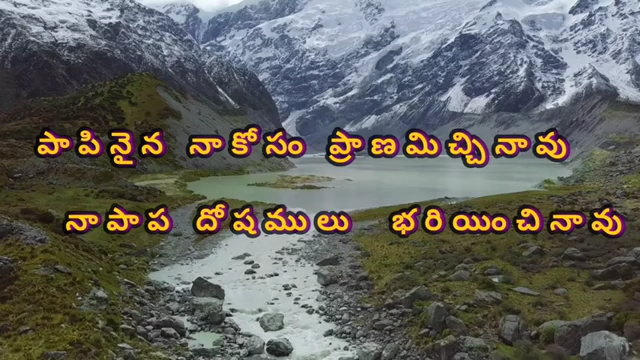 పాపినైన నాకోసం ప్రాణమిచ్చినావు
నాపాప దోషములు భరియించినావు